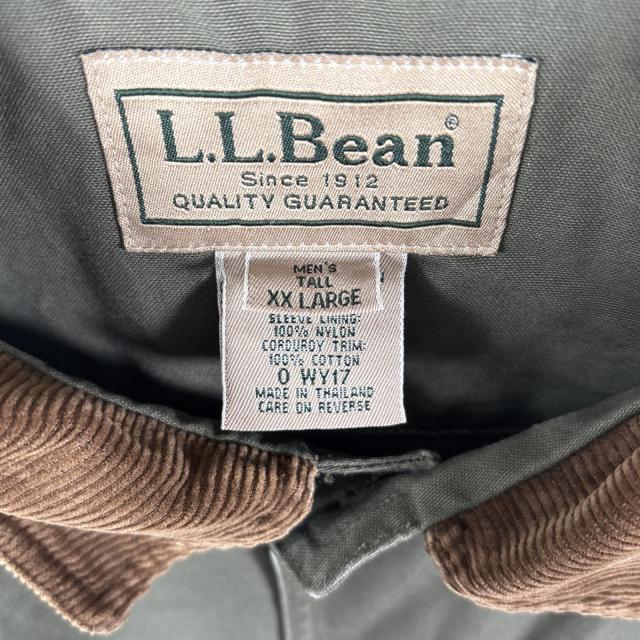 L.L.Bean®
Since 1912
QUALITY GUARANTEED
MEN'S
TALL
XX LARGE
SLEEVE LINING:
100% NYLON
CORDUROY TRIM:
100% COTTON
0 WY17
MADE IN THAILAND
CARE ON REVERSE